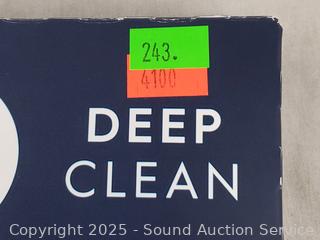 243.
4100
DEEP
CLEAN
Copyright 2025 - Sound Auction Service